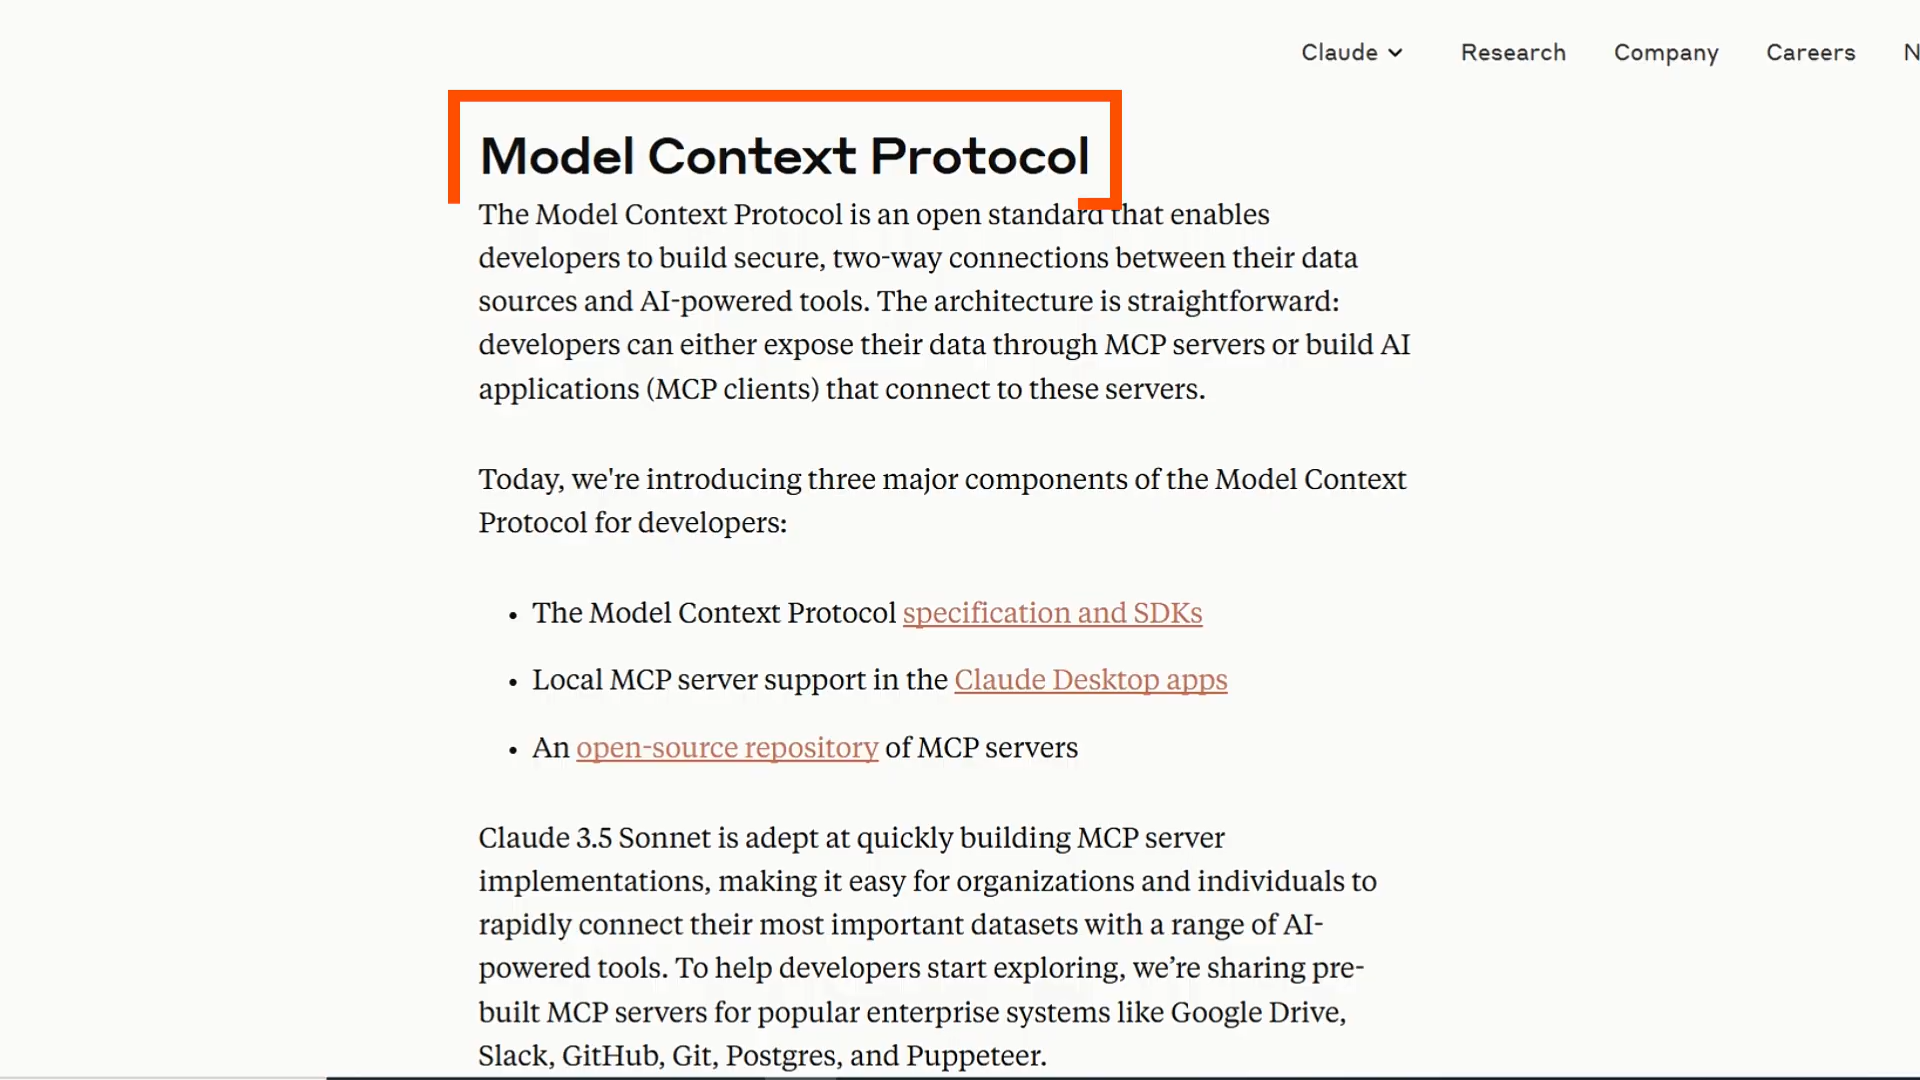 Claude Research Company Careers N
Model Context Protocol
The Model Context Protocol is an open standard that enables
developers to build secure, two-way connections between their data
sources and AI-powered tools. The architecture is straightforward:
developers can either expose their data through MCP servers or build AI
applications (MCP clients) that connect to these servers.
Today, we're introducing three major components of the Model Context
Protocol for developers:
• The Model Context Protocol specification and SDKs
• Local MCP server support in the Claude Desktop apps
• An open-source repository of MCP servers
Claude 3.5 Sonnet is adept at quickly building MCP server
implementations, making it easy for organizations and individuals to
rapidly connect their most important datasets with a range of AI-
powered tools. To help developers start exploring, we’re sharing pre-
built MCP servers for popular enterprise systems like Google Drive,
Slack, GitHub, Git, Postgres, and Puppeteer.